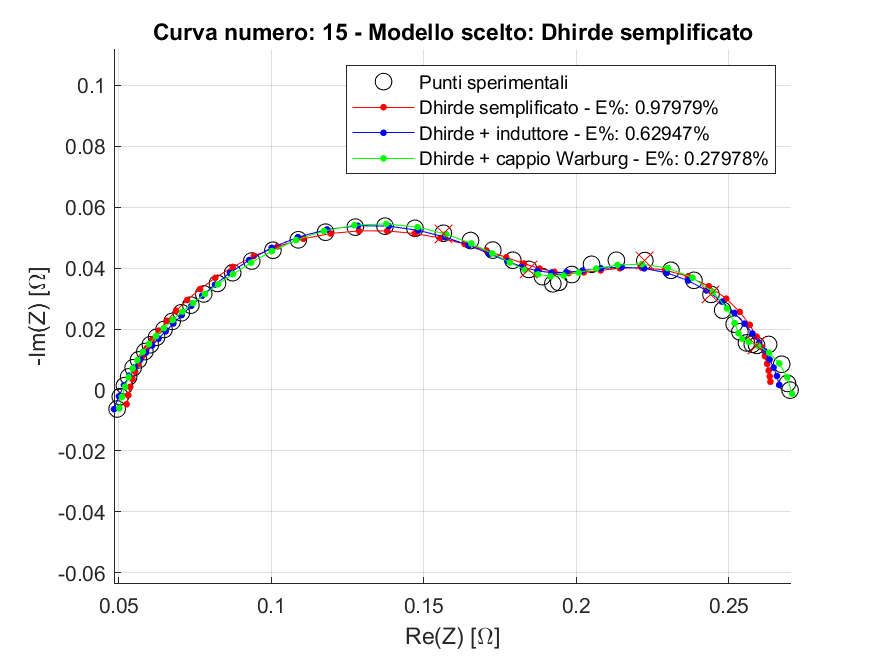 Curva numero: 15 - Modello scelto: Dhirde semplificato
Punti sperimentali
Dhirde semplificato - E%: 0.97979%
Dhirde + induttore - E%: 0.62947%
Dhirde + cappio Warburg - E%: 0.27978%
0.1
0.08
0.06
0.04
0.02
0
-0.02
-0.04
-0.06
-Im(Z) [Ω]
0.05 0.1 0.15 0.2 0.25
Re(Z) [Ω]